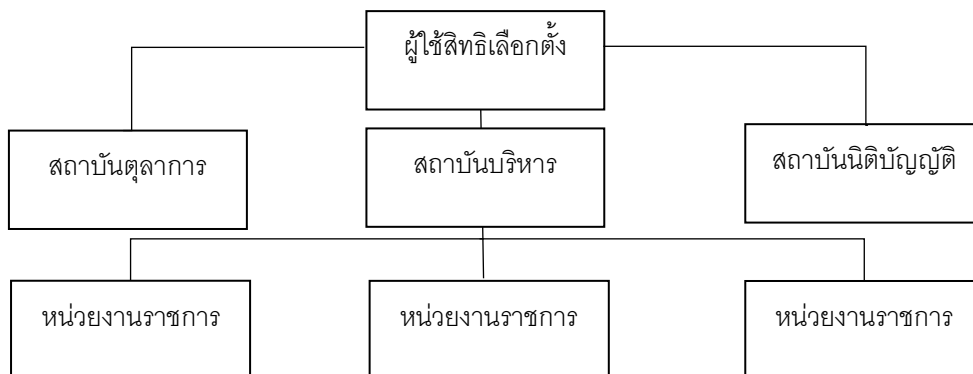 ผู้ใช้สิทธิเลือกตั้ง
สถาบันตุลาการ
สถาบันบริหาร
สถาบันนิติบัญญัติ
หน่วยงานราชการ
หน่วยงานราชการ
หน่วยงานราชการ